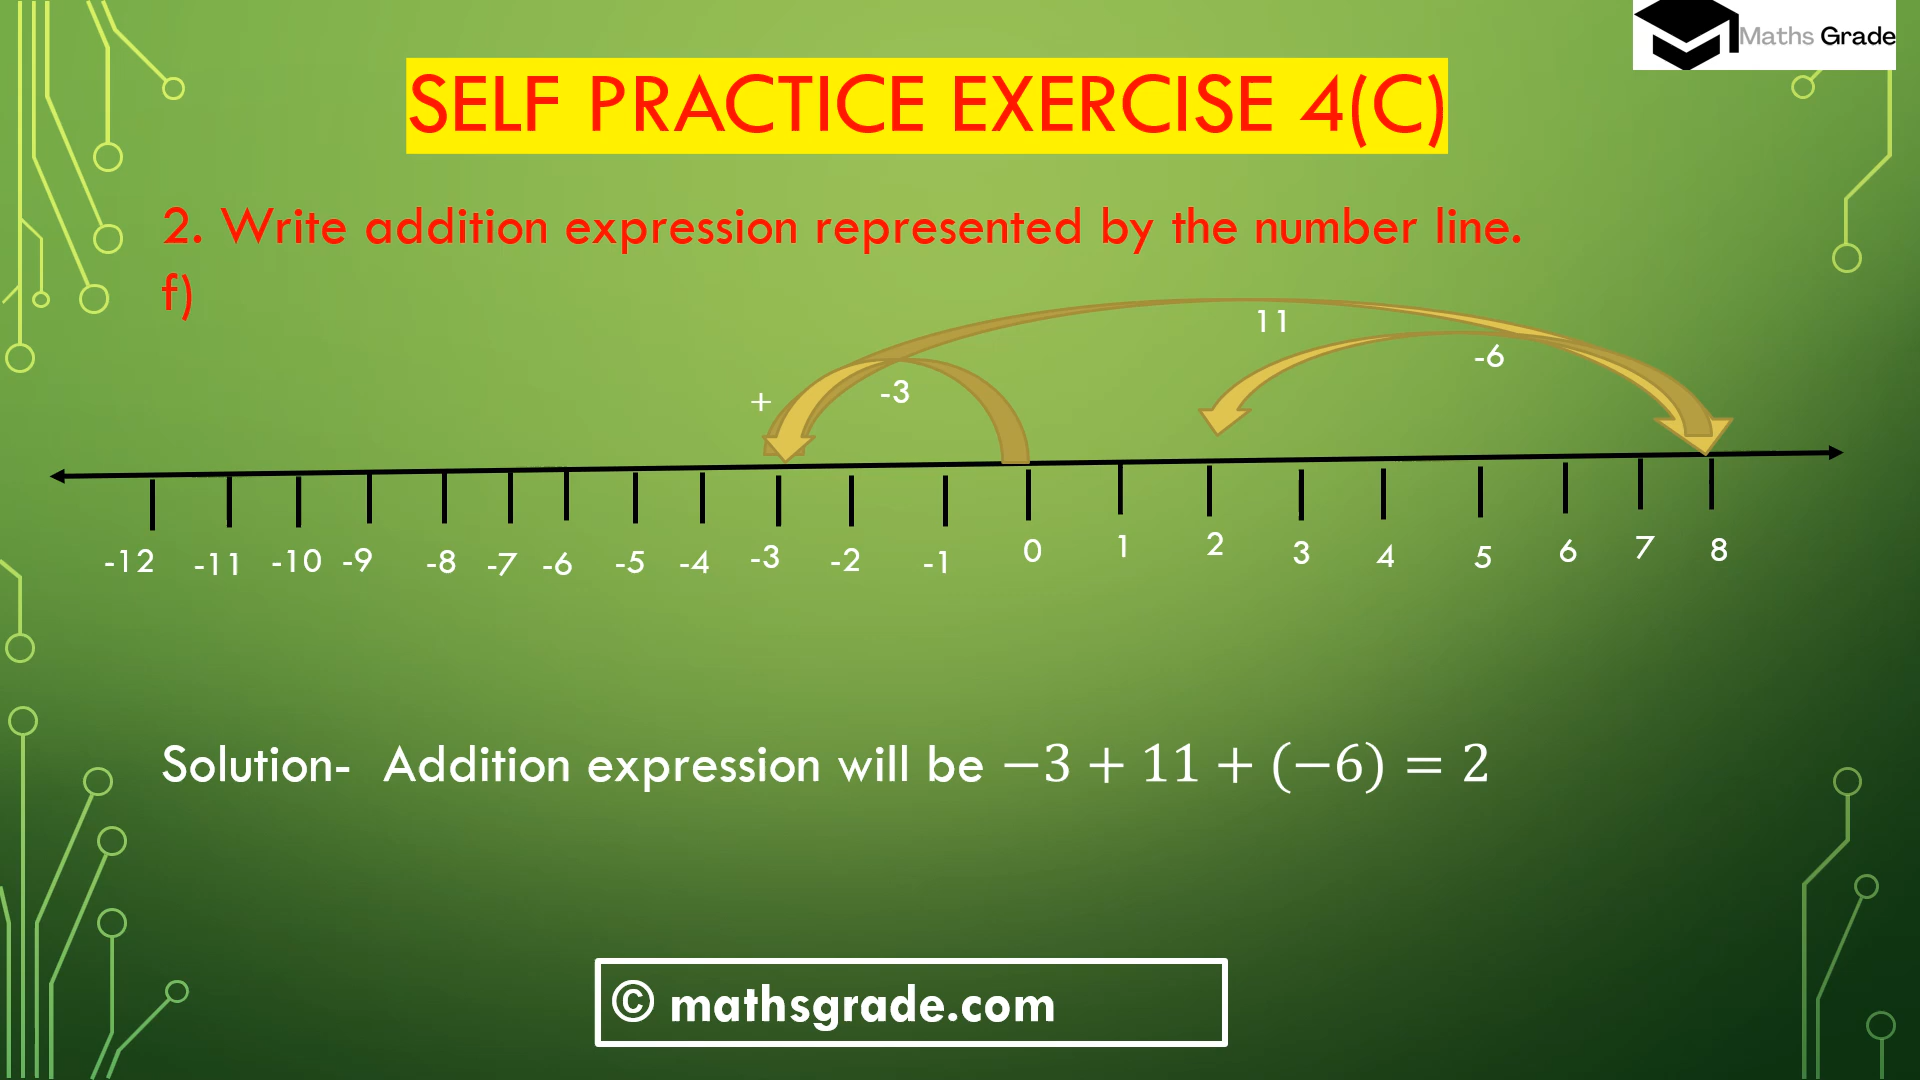 Maths Grade
SELF PRACTICE EXERCISE 4(C)
2. Write addition expression represented by the number line.
f)
11
-6
-3
+
-12 -11 -10 -9 -8 -7 -6 -5 -4 -3 -2 -1 0 1 2 3 4 5 6 7 8
Solution- Addition expression will be −3 + 11 + (−6) = 2
© mathsgrade.com